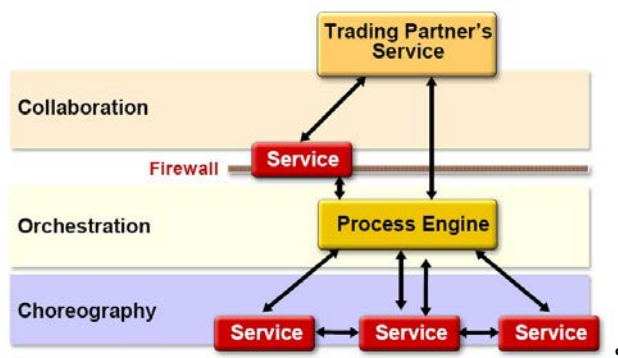 Trading Partner's
Service
Collaboration
Service
Firewall
Orchestration
Process Engine
Choreography
Service
Service
Service